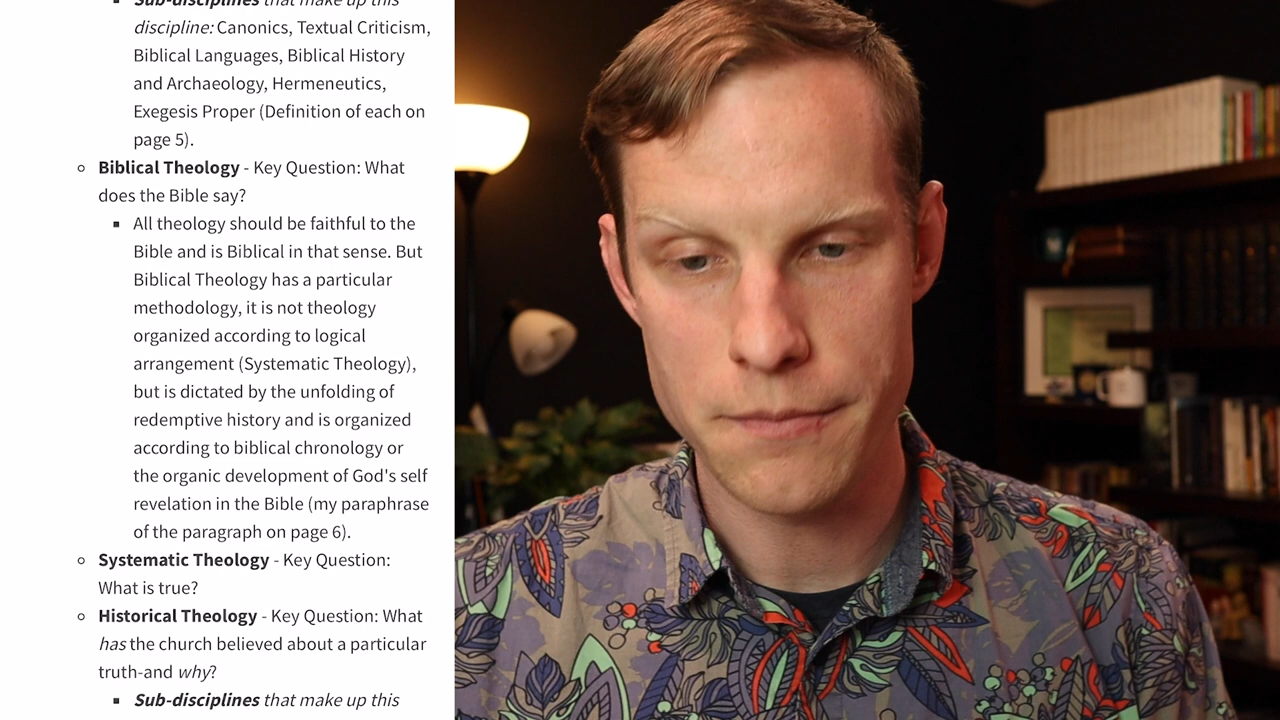 Sub-disciplines that make up this
discipline: Canonics, Textual Criticism,
Biblical Languages, Biblical History
and Archaeology, Hermeneutics,
Exegesis Proper (Definition of each on
page 5).
Biblical Theology - Key Question: What
does the Bible say?
All theology should be faithful to the
Bible and is Biblical in that sense. But
Biblical Theology has a particular
methodology, it is not theology
organized according to logical
arrangement (Systematic Theology),
but is dictated by the unfolding of
redemptive history and is organized
according to biblical chronology or
the organic development of God's self
revelation in the Bible (my paraphrase
of the paragraph on page 6).
Systematic Theology - Key Question:
What is true?
Historical Theology - Key Question: What
has the church believed about a particular
truth-and why?
Sub-disciplines that make up this